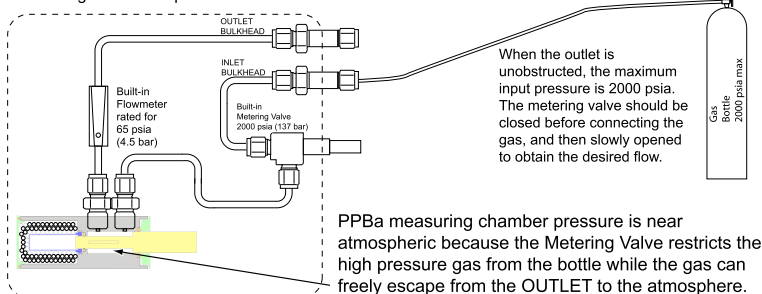 OUTLET
BULKHEAD
INLET
BULKHEAD
Built-in
Flowmeter
rated for
65 psia
(4.5 bar)
Built-in
Metering Valve
2000 psia (137 bar)
When the outlet is
unobstructed, the maximum
input pressure is 2000 psia.
The metering valve should be
closed before connecting the
gas, and then slowly opened
to obtain the desired flow.
Gas
Bottle
2000 psia max
PPBa measuring chamber pressure is near
atmospheric because the Metering Valve restricts the
high pressure gas from the bottle while the gas can
freely escape from the OUTLET to the atmosphere.